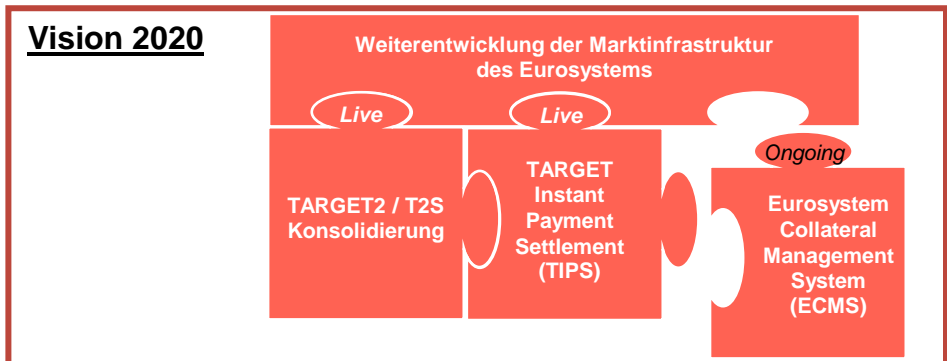 Vision 2020
Weiterentwicklung der Marktinfrastruktur
des Eurosystems
Live
Live
Ongoing
TARGET2 / T2S
Konsolidierung
TARGET
Instant
Payment
Settlement
(TIPS)
Eurosystem
Collateral
Management
System
(ECMS)